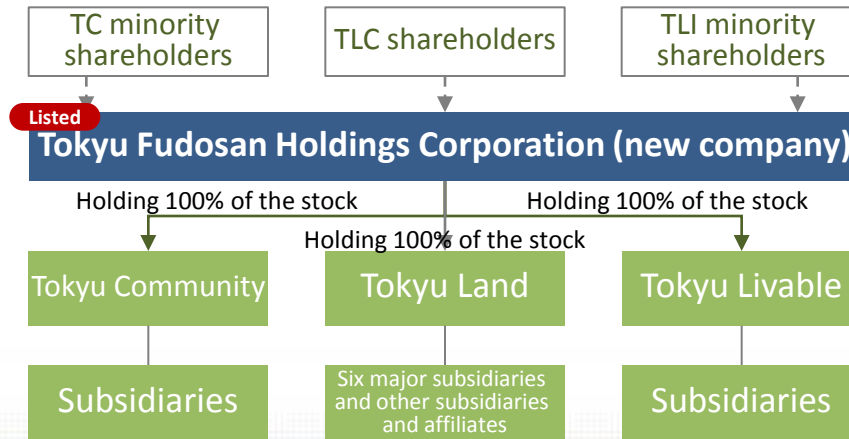 TC minority
shareholders
TLC shareholders
TLI minority
shareholders
Listed
Tokyu Fudosan Holdings Corporation (new company)
Holding 100% of the stock
Holding 100% of the stock
Holding 100% of the stock
Tokyu Community
Tokyu Land
Tokyu Livable
Subsidiaries
Six major subsidiaries
and other subsidiaries
and affiliates
Subsidiaries